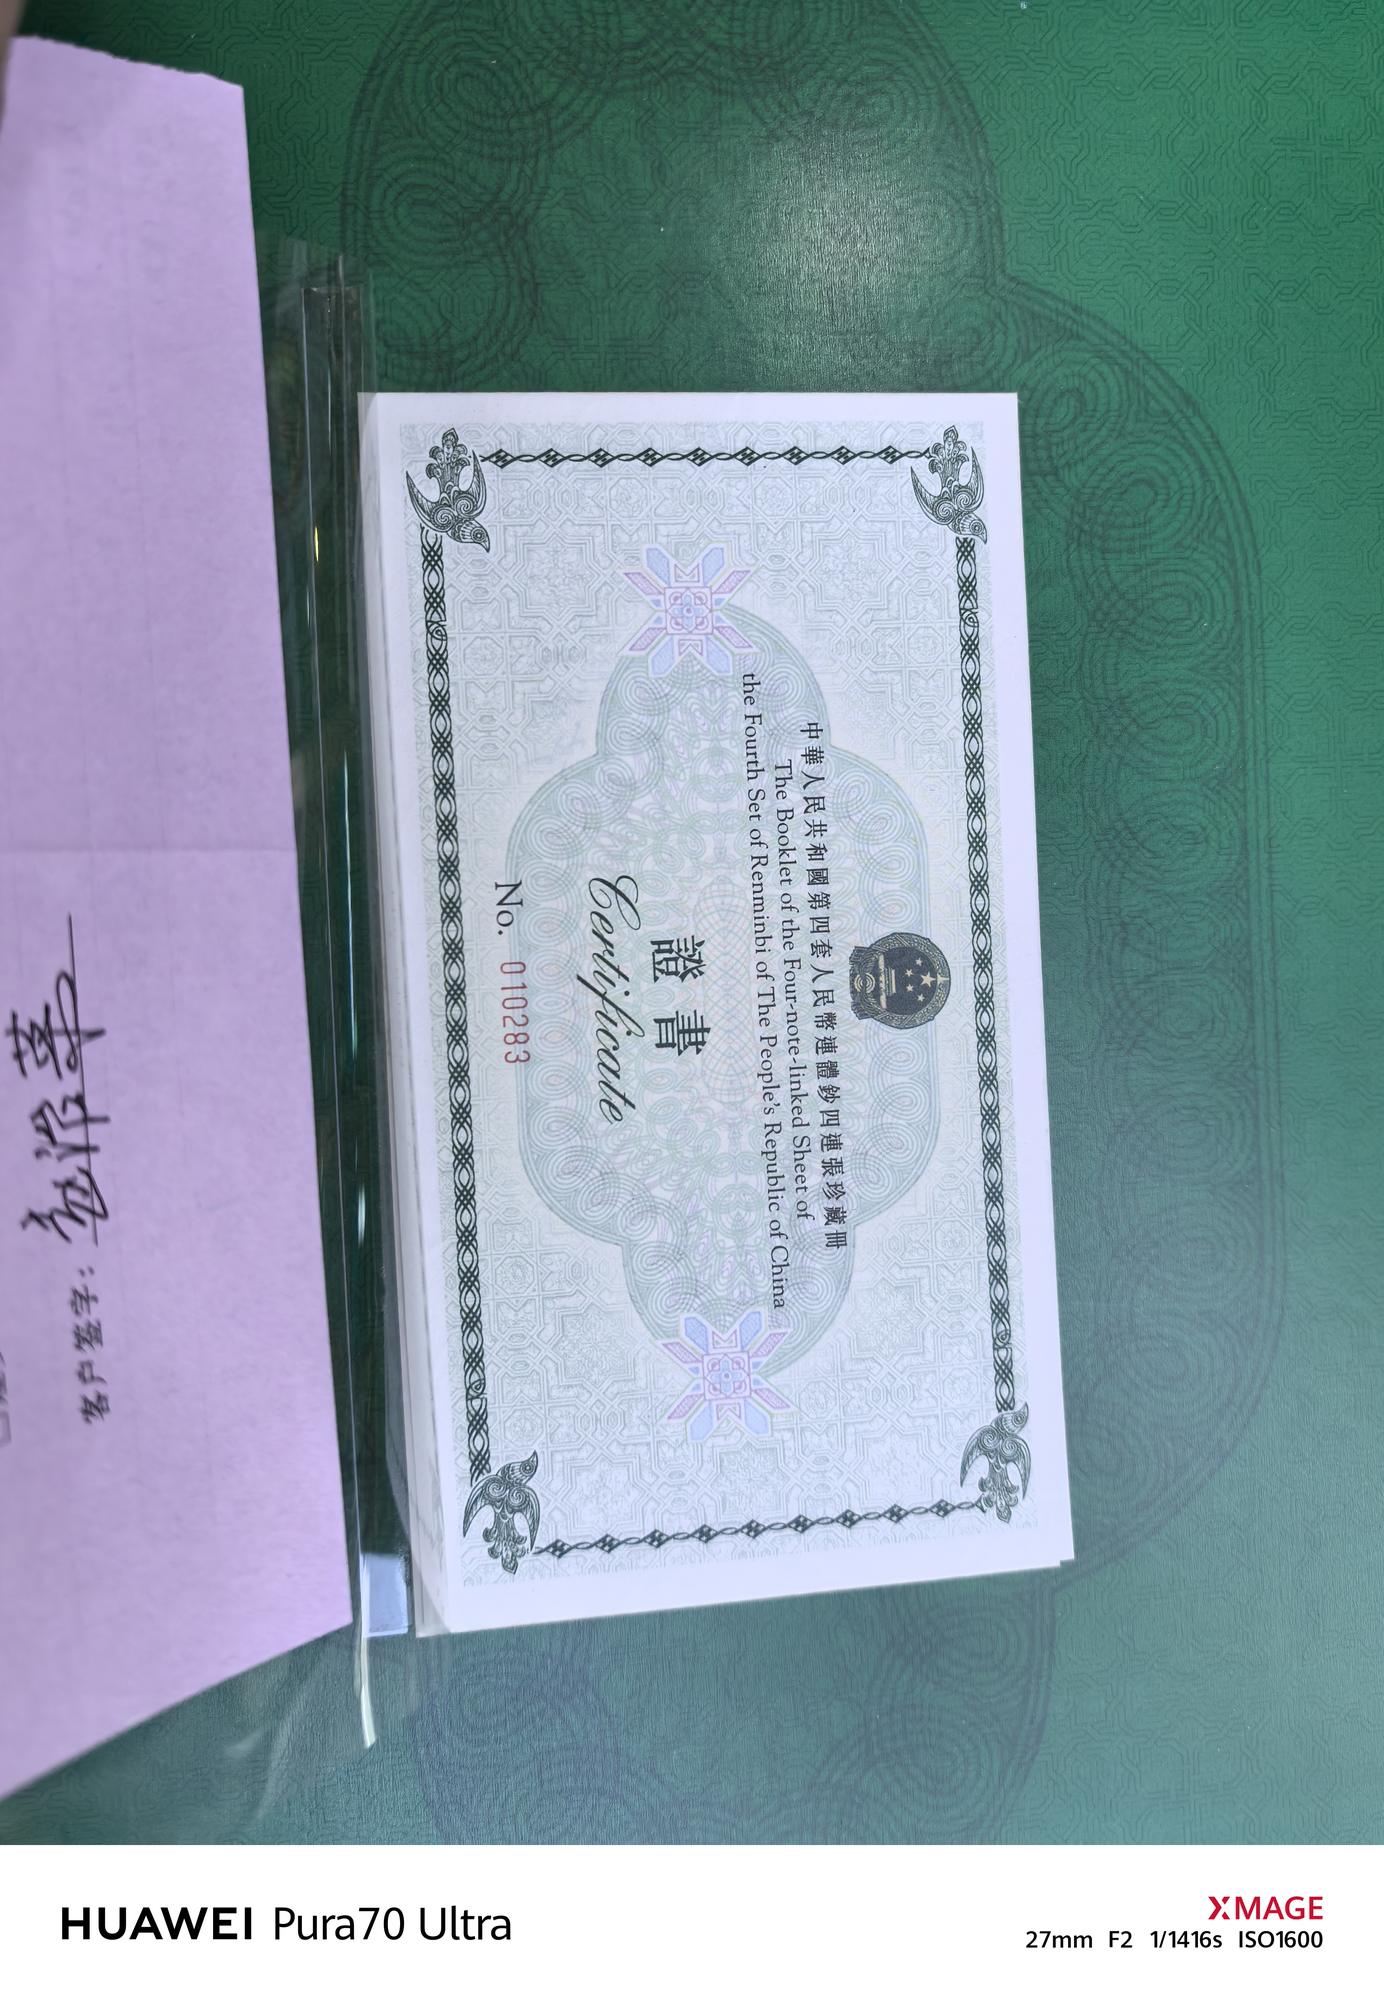 中華人民共和國第四套人民幣連體鈔四連張珍藏冊
The Booklet of the Four-note-linked Sheet of
the Fourth Set of Renminbi of The People's Republic of China
證書
Certificate
No. 010283
客户签字:
HUAWEI Pura70 Ultra
XMAGE
27mm F2 1/1416s ISO1600